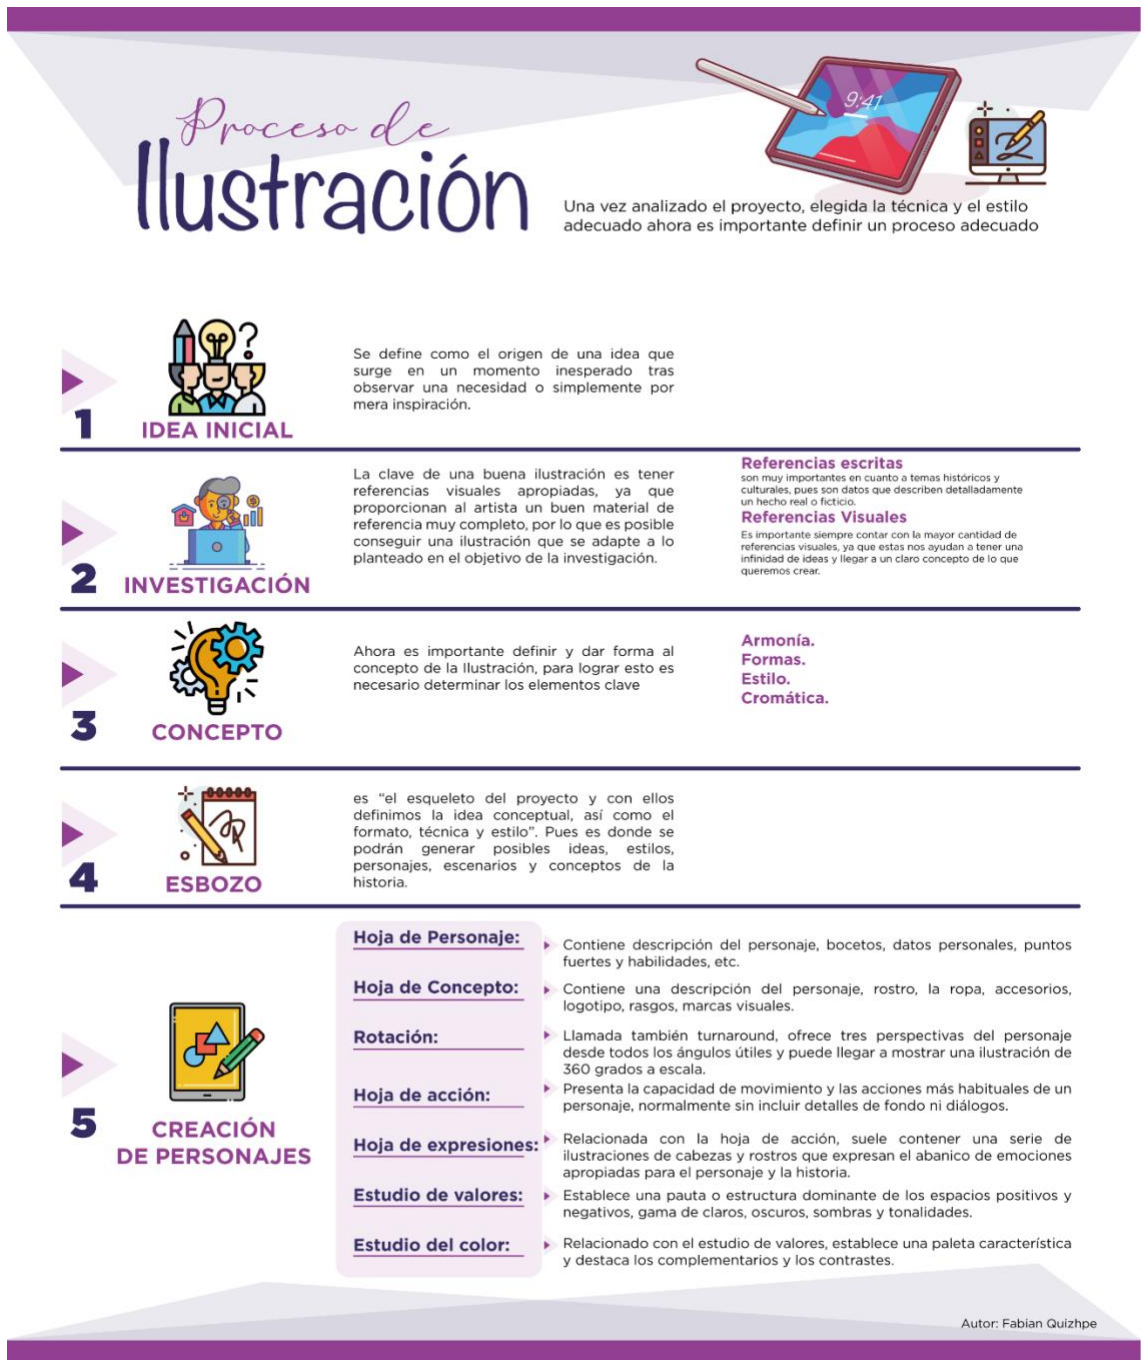 Proceso de
Ilustración
9:41
Una vez analizado el proyecto, elegida la técnica y el estilo
adecuado ahora es importante definir un proceso adecuado
1
IDEA INICIAL
Se define como el origen de una idea que
surge en un momento inesperado tras
observar una necesidad o simplemente por
mera inspiración.
2
INVESTIGACIÓN
La clave de una buena ilustración es tener
referencias visuales apropiadas, ya que
proporcionan al artista un buen material de
referencia muy completo, por lo que es posible
conseguir una ilustración que se adapte a lo
planteado en el objetivo de la investigación.
Referencias escritas
son muy importantes en cuanto a temas históricos y
culturales, pues son datos que describen detalladamente
un hecho real o ficticio.
Referencias Visuales
Es importante siempre contar con la mayor cantidad de
referencias visuales, ya que estas nos ayudan a tener una
infinidad de ideas y llegar a un claro concepto de lo que
queremos crear.
3
CONCEPTO
Ahora es importante definir y dar forma al
concepto de la Ilustración, para lograr esto es
necesario determinar los elementos clave
Armonía.
Formas.
Estilo.
Cromática.
4
ESBOZO
es “el esqueleto del proyecto y con ellos
definimos la idea conceptual, así como el
formato, técnica y estilo”. Pues es donde se
podrán generar posibles ideas, estilos,
personajes, escenarios y conceptos de la
historia.
5
CREACIÓN
DE PERSONAJES
Hoja de Personaje:
Contiene descripción del personaje, bocetos, datos personales, puntos
fuertes y habilidades, etc.
Hoja de Concepto:
Contiene una descripción del personaje, rostro, la ropa, accesorios,
logotipo, rasgos, marcas visuales.
Rotación:
Llamada también turnaround, ofrece tres perspectivas del personaje
desde todos los ángulos útiles y puede llegar a mostrar una ilustración de
360 grados a escala.
Hoja de acción:
Presenta la capacidad de movimiento y las acciones más habituales de un
personaje, normalmente sin incluir detalles de fondo ni diálogos.
Hoja de expresiones:
Relacionada con la hoja de acción, suele contener una serie de
ilustraciones de cabezas y rostros que expresan el abanico de emociones
apropiadas para el personaje y la historia.
Estudio de valores:
Establece una pauta o estructura dominante de los espacios positivos y
negativos, gama de claros, oscuros, sombras y tonalidades.
Estudio del color:
Relacionado con el estudio de valores, establece una paleta característica
y destaca los complementarios y los contrastes.
Autor: Fabian Quizhpe